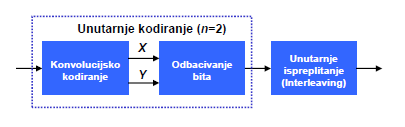 Unutarnje kodiranje (n=2)
Konvolucijsko
kodiranje
X
Y
Odbacivanje
bita
Unutarnje
ispreplitanje
(Interleaving)